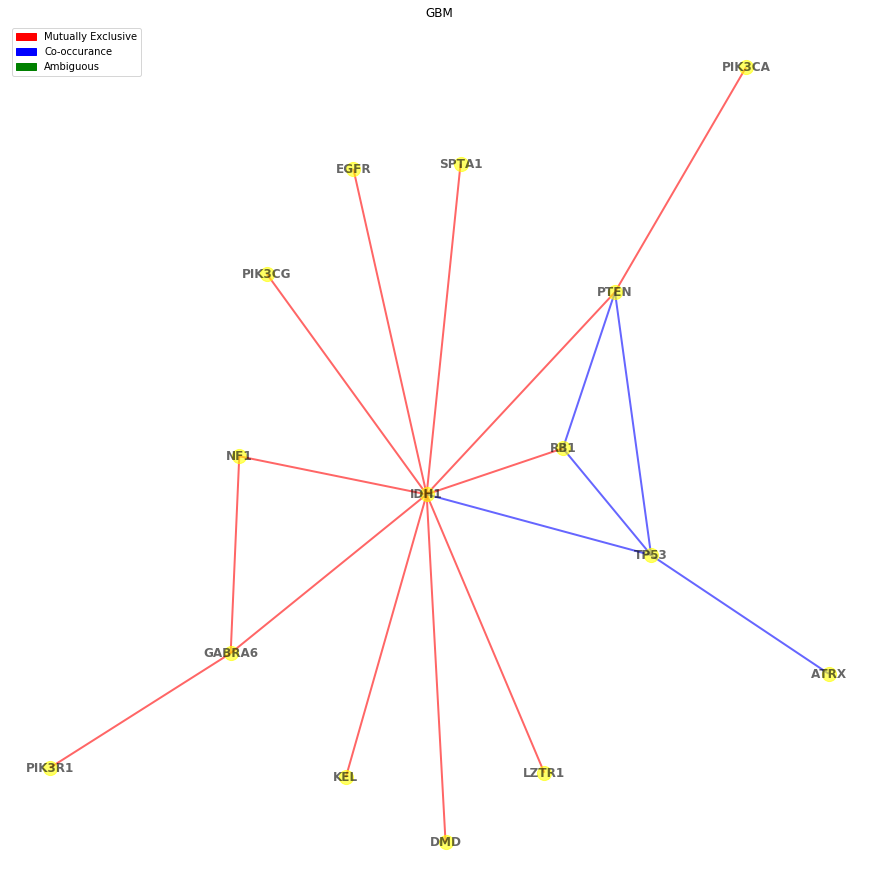 GBM
Mutually Exclusive
Co-occurance
Ambiguous
PIK3CA
EGFR
SPTA1
PIK3CG
PTEN
NF1
RB1
IDH1
TP53
GABRA6
ATRX
PIK3R1
KEL
LZTR1
DMD